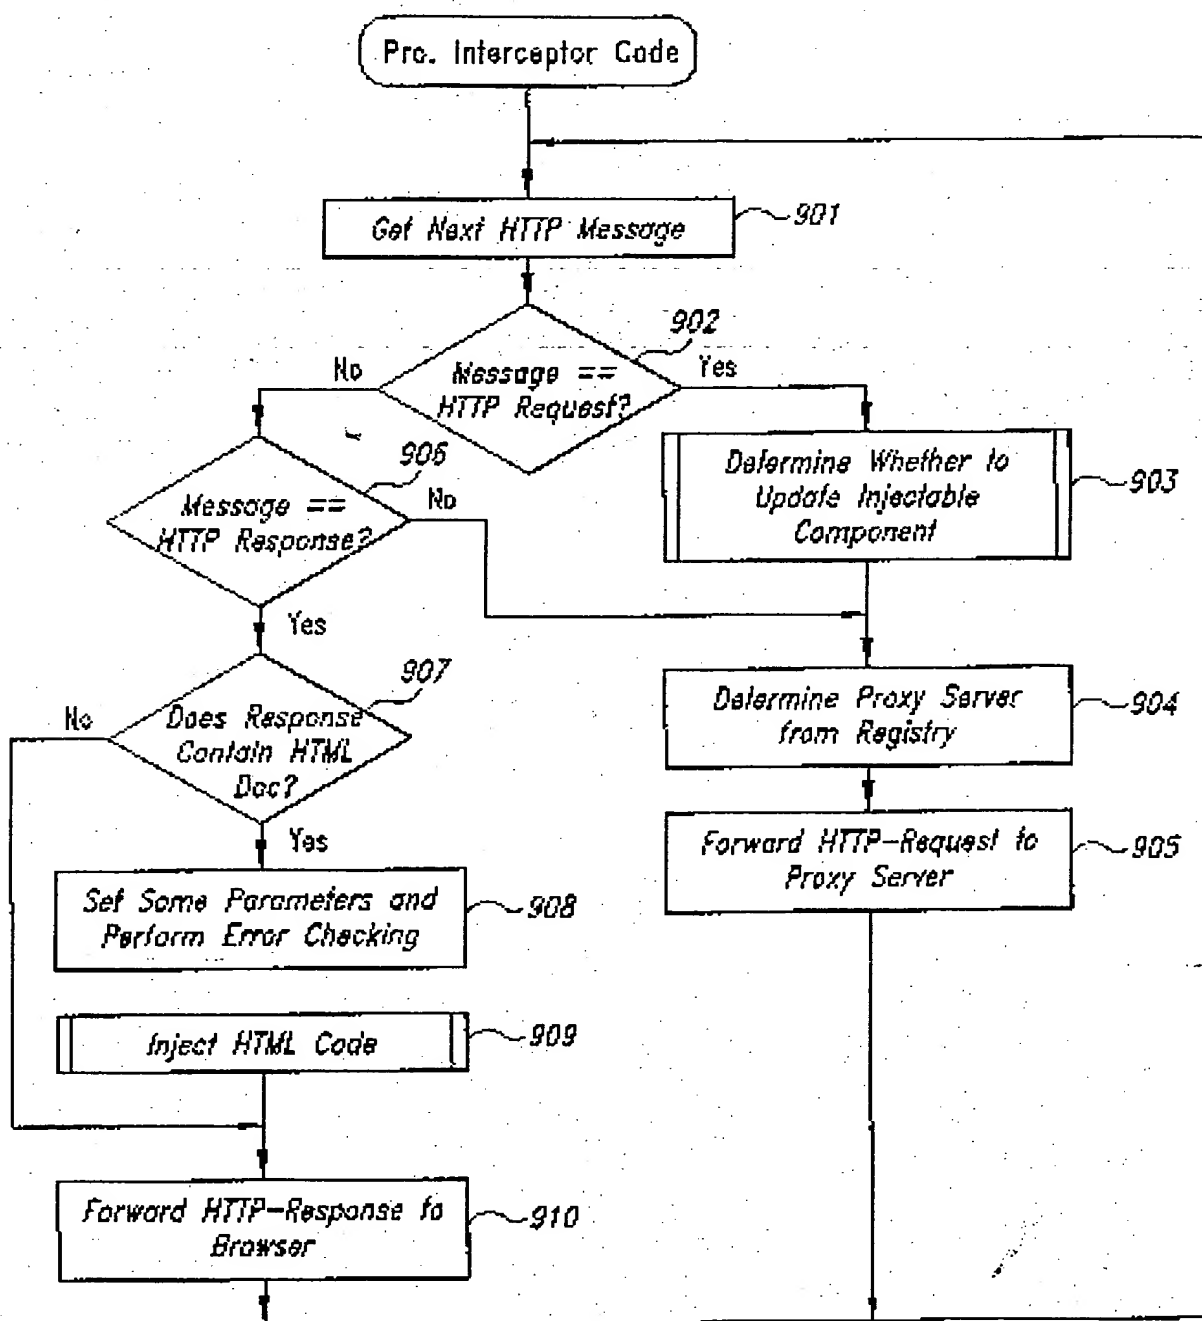 Pro. Interceptor Code
Get Next HTTP Message
901
902
No
Message ==
HTTP Request?
Yes
906
Message ==
HTTP Response?
No
Determine Whether to
Update Injectable
Component
903
Yes
907
No
Does Response
Contain HTML
Doc?
Determine Proxy Server
from Registry
904
Yes
Forward HTTP-Request to
Proxy Server
905
Set Some Parameters and
Perform Error Checking
908
Inject HTML Code
909
Forward HTTP-Response to
Browser
910